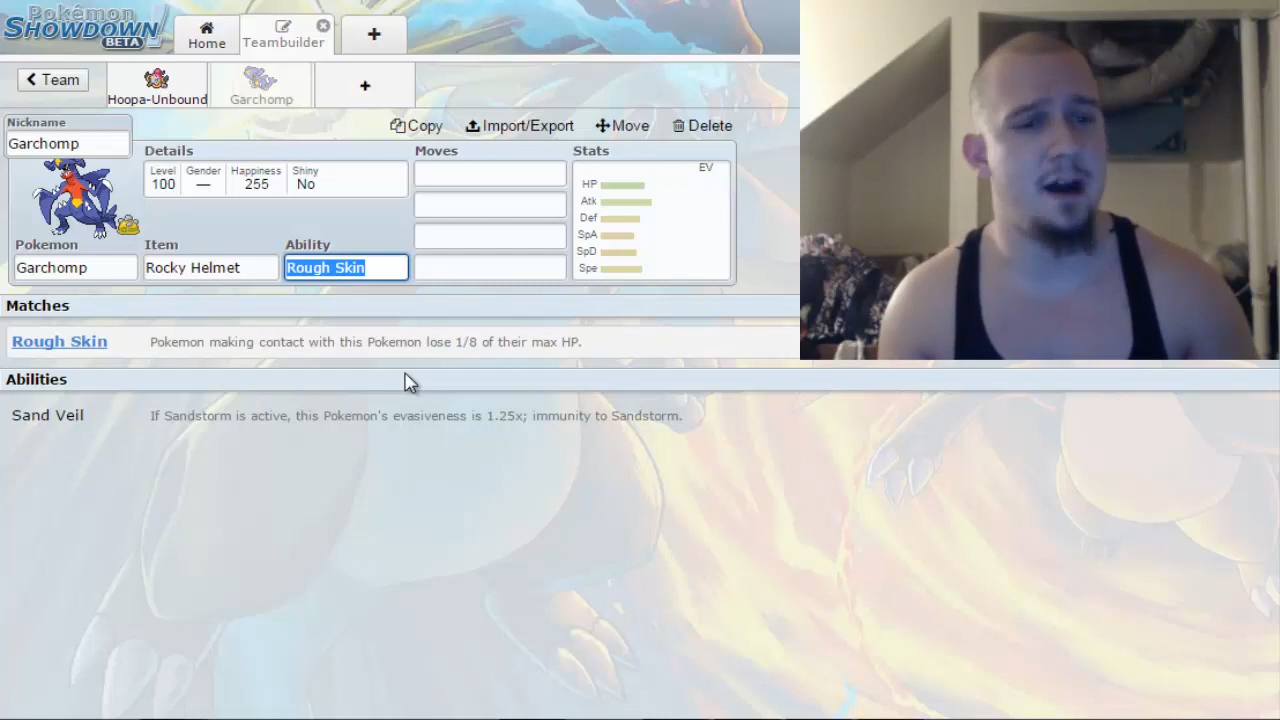 Pokémon
SHOWDOWN!
BETA
Home
Teambuilder
+
< Team
Hoopa-Unbound
Garchomp
+
Nickname
Garchomp
Copy
Import/Export
Move
Delete
Details
Level
100
Gender
—
Happiness
255
Shiny
No
Moves
Stats
EV
HP
Atk
Def
SpA
SpD
Spe
Pokemon
Garchomp
Item
Rocky Helmet
Ability
Rough Skin
Matches
Rough Skin Pokemon making contact with this Pokemon lose 1/8 of their max HP.
Abilities
Sand Veil If Sandstorm is active, this Pokemon's evasiveness is 1.25x; immunity to Sandstorm.